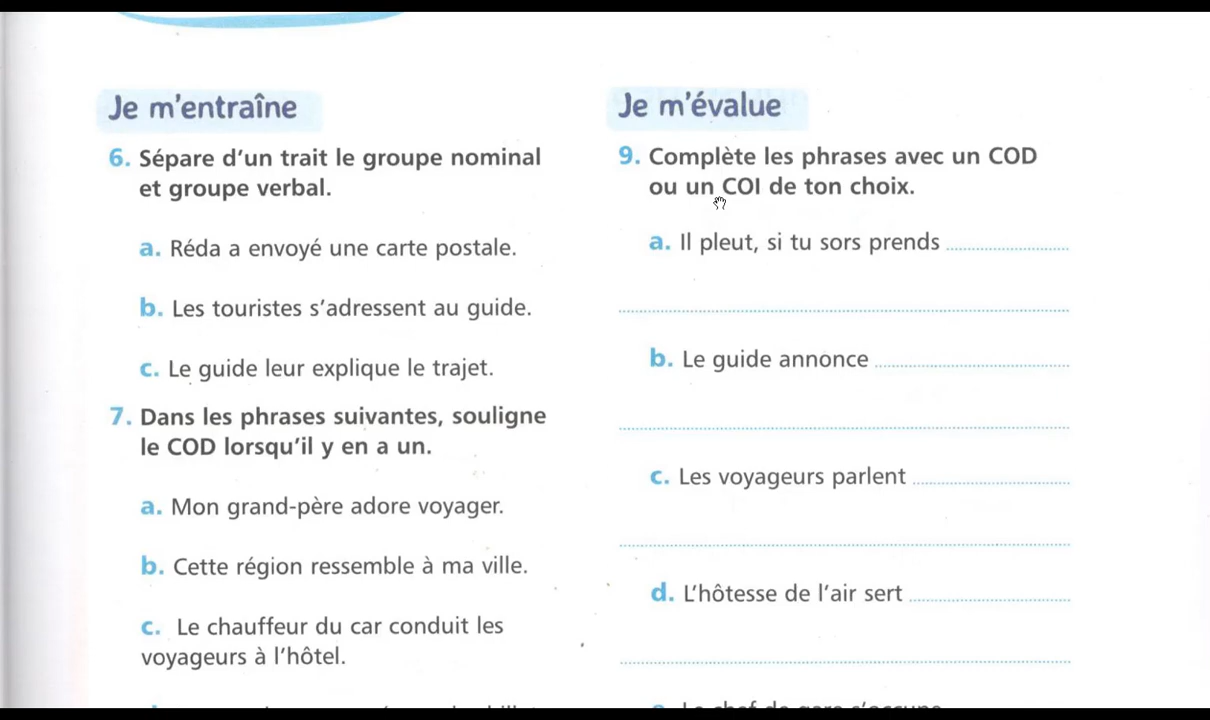 Je m'entraîne
6. Sépare d'un trait le groupe nominal
et groupe verbal.
a. Réda a envoyé une carte postale.
b. Les touristes s'adressent au guide.
c. Le guide leur explique le trajet.
7. Dans les phrases suivantes, souligne
le COD lorsqu'il y en a un.
a. Mon grand-père adore voyager.
b. Cette région ressemble à ma ville.
c. Le chauffeur du car conduit les
voyageurs à l'hôtel.
Je m'évalue
9. Complète les phrases avec un COD
ou un COI de ton choix.
a. Il pleut, si tu sors prends
b. Le guide annonce
c. Les voyageurs parlent
d. L'hôtesse de l'air sert